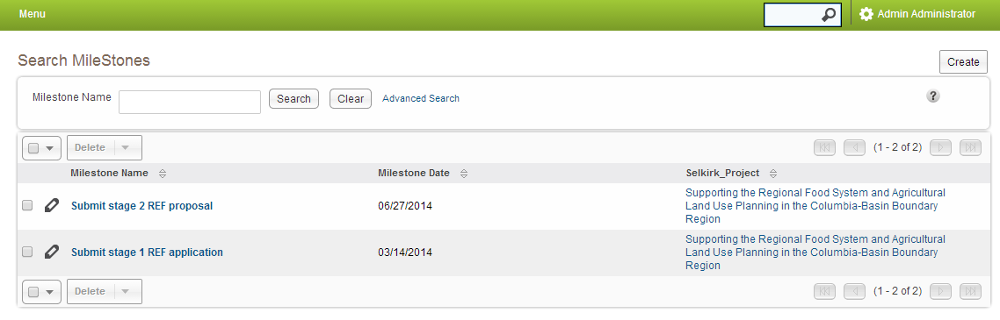 Menu
Admin Administrator
Search MileStones
Create
Milestone Name
Search
Clear
Advanced Search
?
Delete
(1 - 2 of 2)
Milestone Name
Milestone Date
Selkirk_Project
Submit stage 2 REF proposal
06/27/2014
Supporting the Regional Food System and Agricultural
Land Use Planning in the Columbia-Basin Boundary
Region
Submit stage 1 REF application
03/14/2014
Supporting the Regional Food System and Agricultural
Land Use Planning in the Columbia-Basin Boundary
Region
Delete
(1 - 2 of 2)